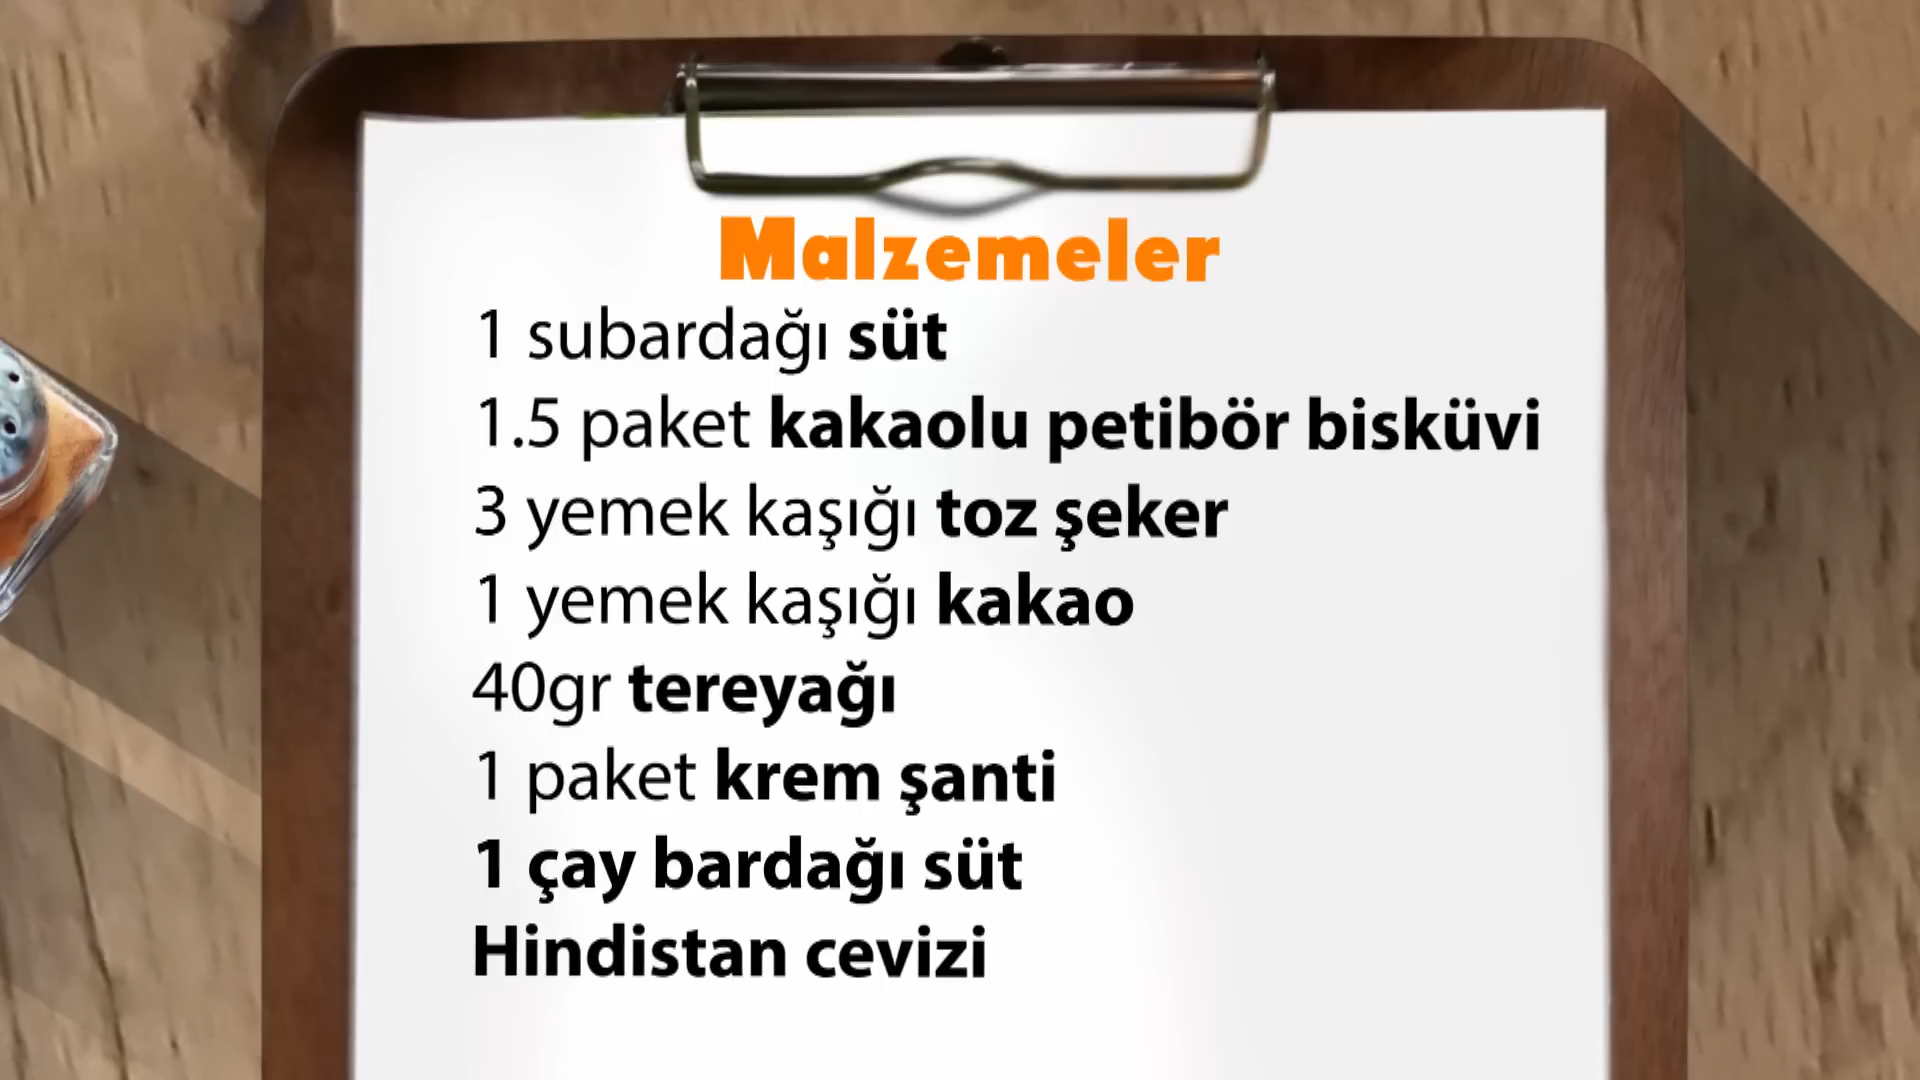 Malzemeler
1 subardağı süt
1.5 paket kakaolu petibör bisküvi
3 yemek kaşığı toz şeker
1 yemek kaşığı kakao
40gr tereyağı
1 paket krem şanti
1 çay bardağı süt
Hindistan cevizi